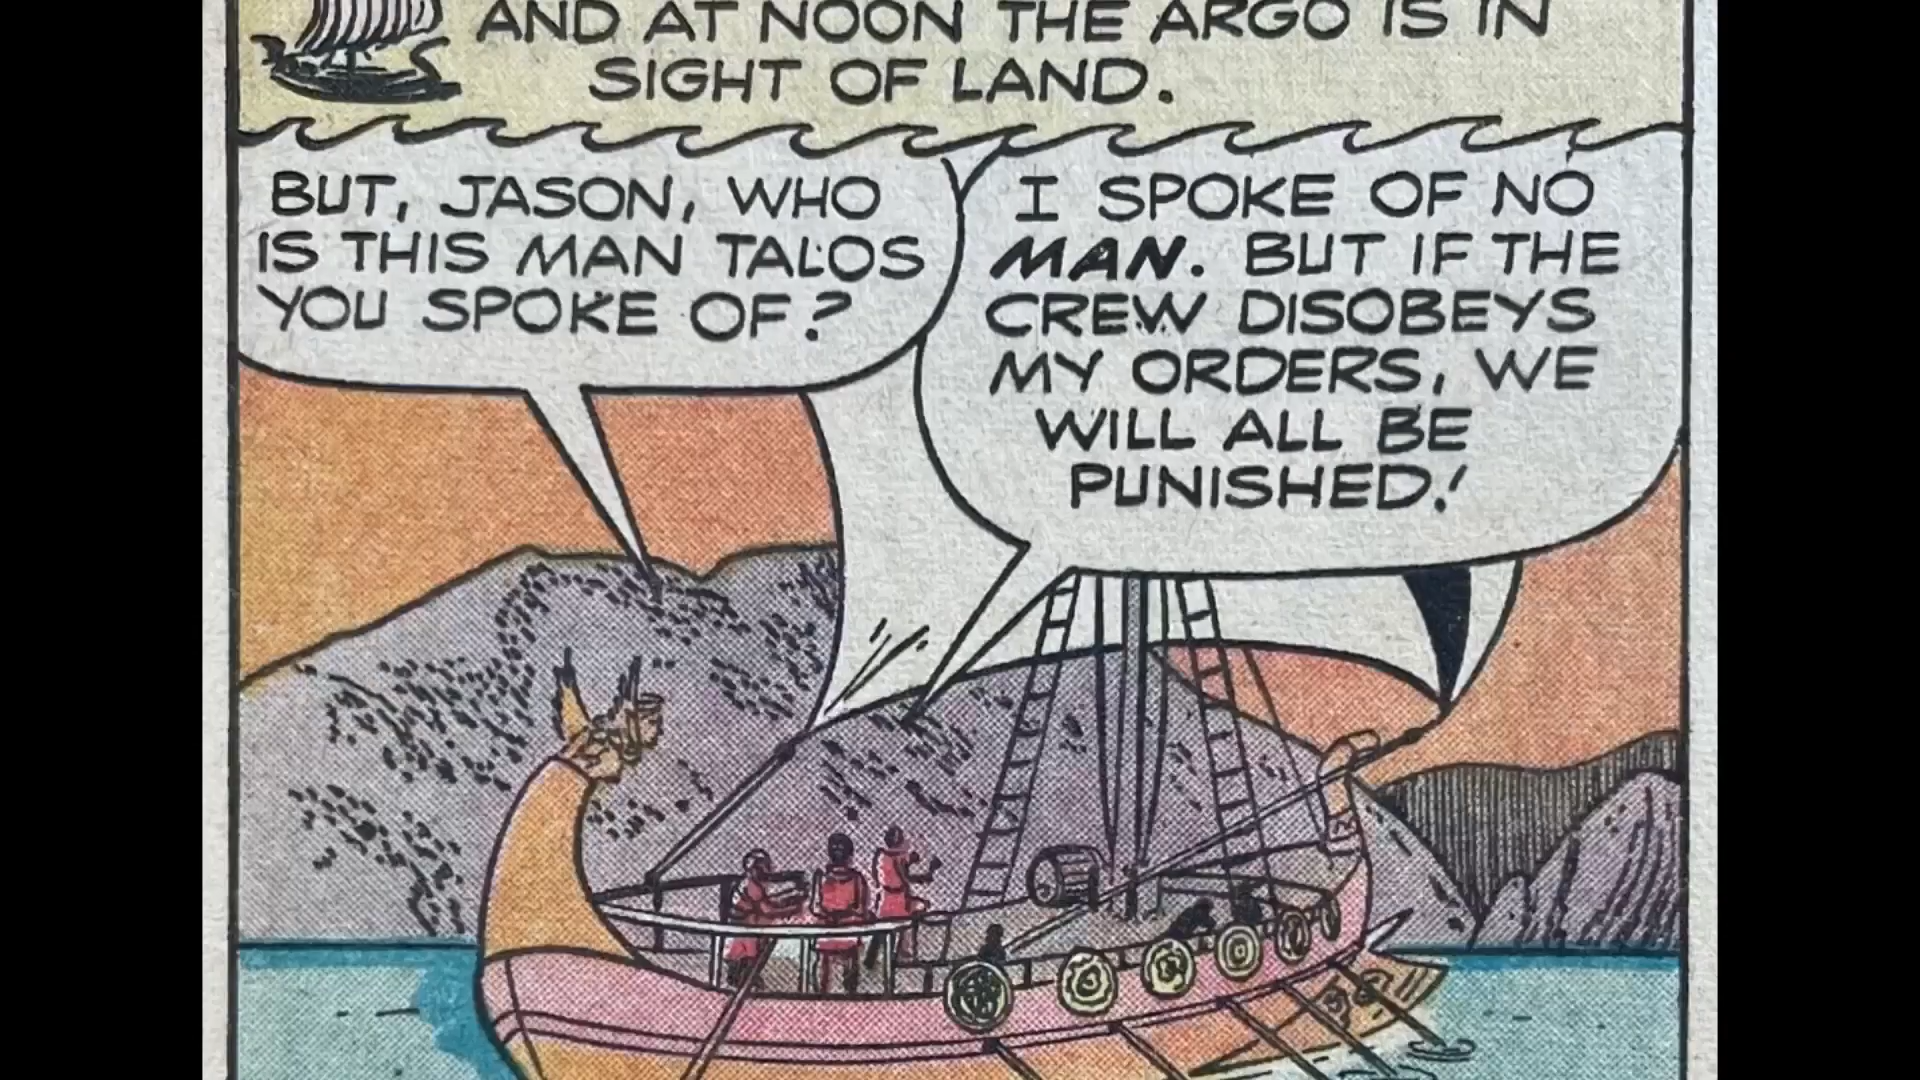 AND AT NOON THE ARGO IS IN
SIGHT OF LAND.
BUT, JASON, WHO
IS THIS MAN TALOS
YOU SPOKE OF?
I SPOKE OF NO
MAN. BUT IF THE
CREW DISOBEYS
MY ORDERS, WE
WILL ALL BE
PUNISHED!